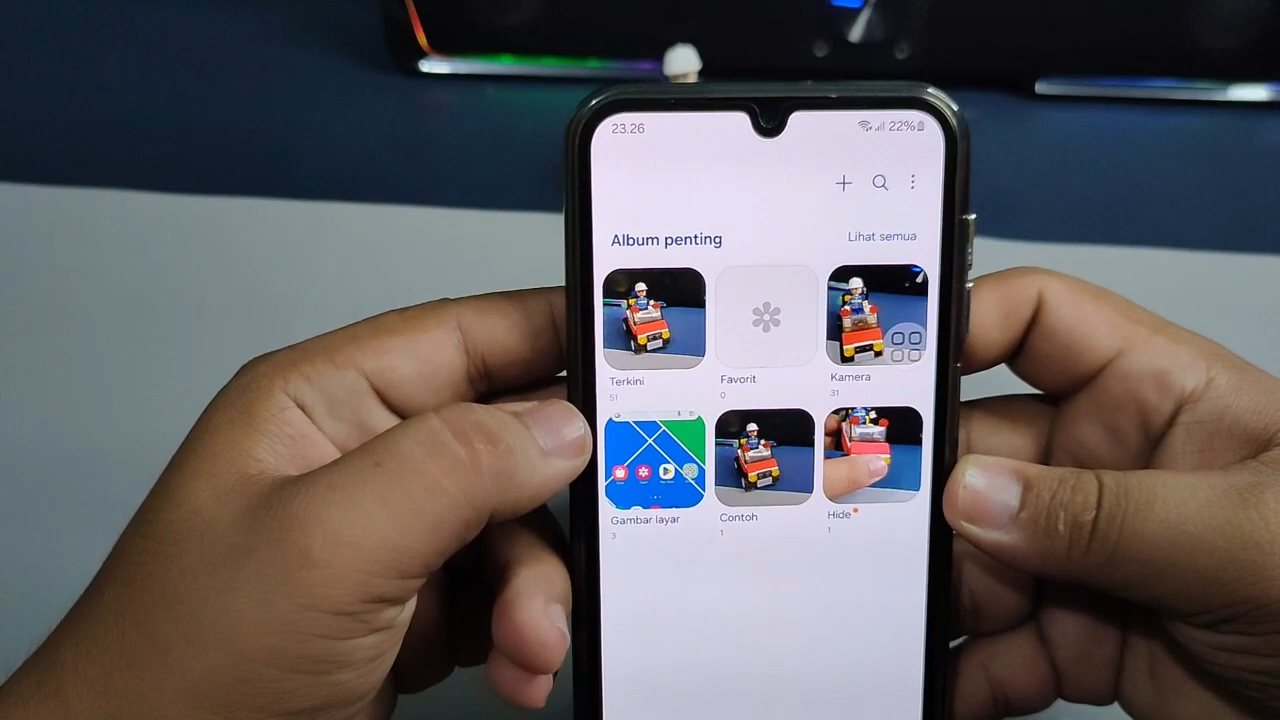 23.26
22%
Album penting
Lihat semua
Terkini
51
Favorit
0
Kamera
31
Gambar layar
3
Contoh
1
Hide
1